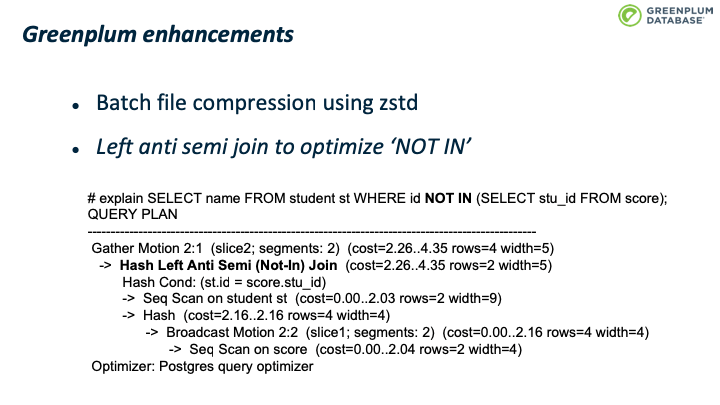 Greenplum enhancements
GREENPLUM
DATABASE
• Batch file compression using zstd
• Left anti semi join to optimize ‘NOT IN’
# explain SELECT name FROM student st WHERE id NOT IN (SELECT stu_id FROM score);
QUERY PLAN
----------------------------------------------------------------------------------------------------
Gather Motion 2:1 (slice2; segments: 2) (cost=2.26..4.35 rows=4 width=5)
-> Hash Left Anti Semi (Not-In) Join (cost=2.26..4.35 rows=2 width=5)
Hash Cond: (st.id = score.stu_id)
-> Seq Scan on student st (cost=0.00..2.03 rows=2 width=9)
-> Hash (cost=2.16..2.16 rows=4 width=4)
-> Broadcast Motion 2:2 (slice1; segments: 2) (cost=0.00..2.16 rows=4 width=4)
-> Seq Scan on score (cost=0.00..2.04 rows=2 width=4)
Optimizer: Postgres query optimizer